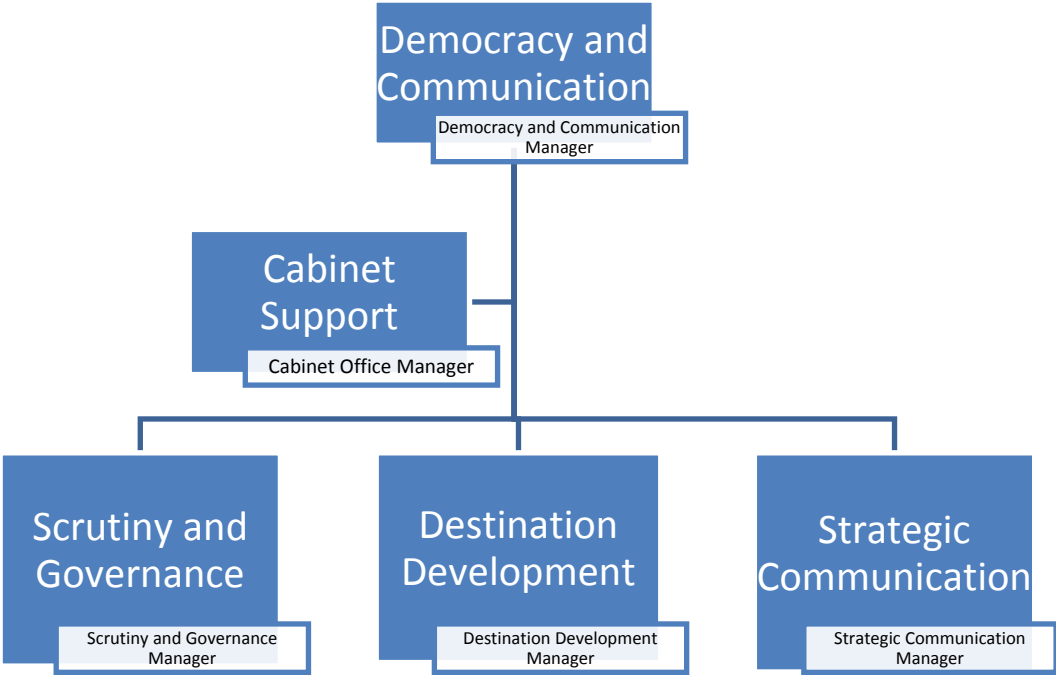 Democracy and
Communication
Democracy and Communication
Manager
Cabinet
Support
Cabinet Office Manager
Scrutiny and
Governance
Scrutiny and Governance
Manager
Destination
Development
Destination Development
Manager
Strategic
Communication
Strategic Communication
Manager